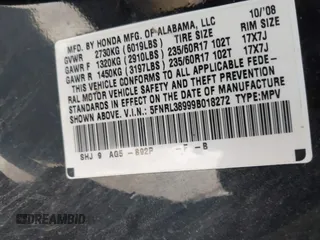 MFD. BY HONDA MFG. OF ALABAMA, LLC 10/'08
GVWR 2730KG (6019LBS) TIRE SIZE RIM SIZE
GAWR F 1320KG (2910LBS) 235/60R17 102T 17X7J
GAWR R 1450KG (3197LBS) 235/60R17 102T 17X7J
THIS VEHICLE CONFORMS TO ALL APPLICABLE FEDE-
RAL MOTOR VEHICLE SAFETY AND THEFT PREVENTION
STANDARDS IN EFFECT ON THE DATE OF MANUFACTURE
SHOWN ABOVE. V.I.N.: 5FNRL38999B018272 TYPE:MPV
SHJ 9 AG5 - B92P - F - B
DREAMBID